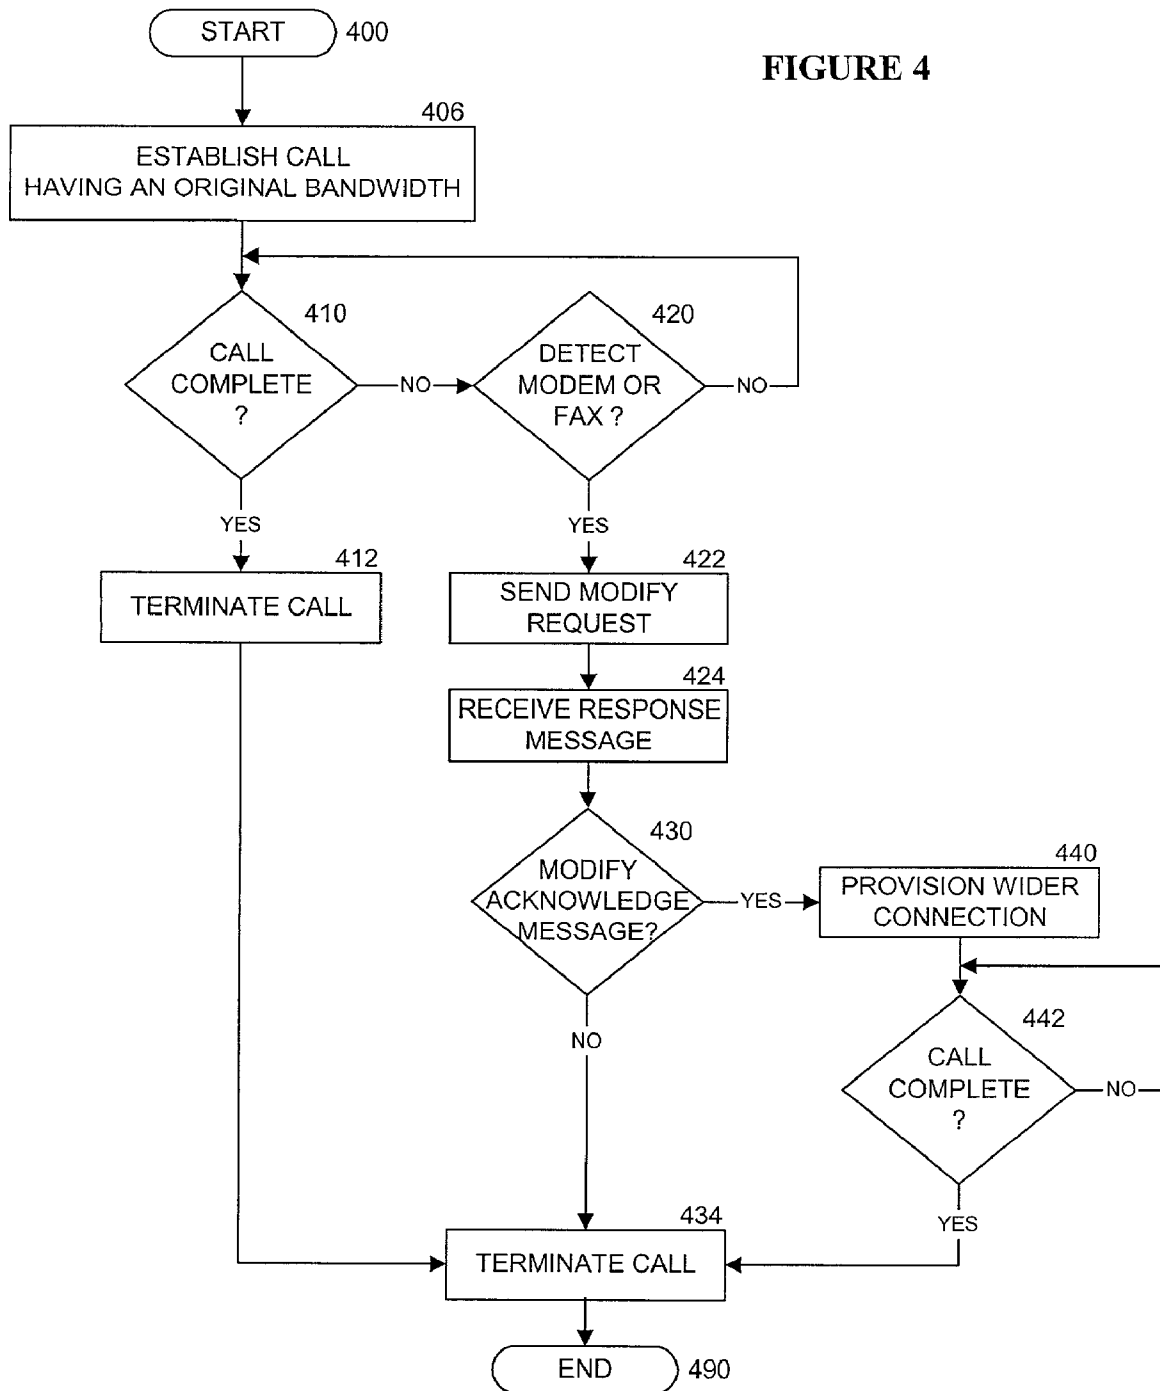 START
400
FIGURE 4
406
ESTABLISH CALL
HAVING AN ORIGINAL BANDWIDTH
410
CALL
COMPLETE
?
NO
420
DETECT
MODEM OR
FAX ?
NO
YES
YES
412
TERMINATE CALL
422
SEND MODIFY
REQUEST
424
RECEIVE RESPONSE
MESSAGE
430
MODIFY
ACKNOWLEDGE
MESSAGE?
YES
440
PROVISION WIDER
CONNECTION
NO
442
CALL
COMPLETE
?
NO
YES
434
TERMINATE CALL
END
490